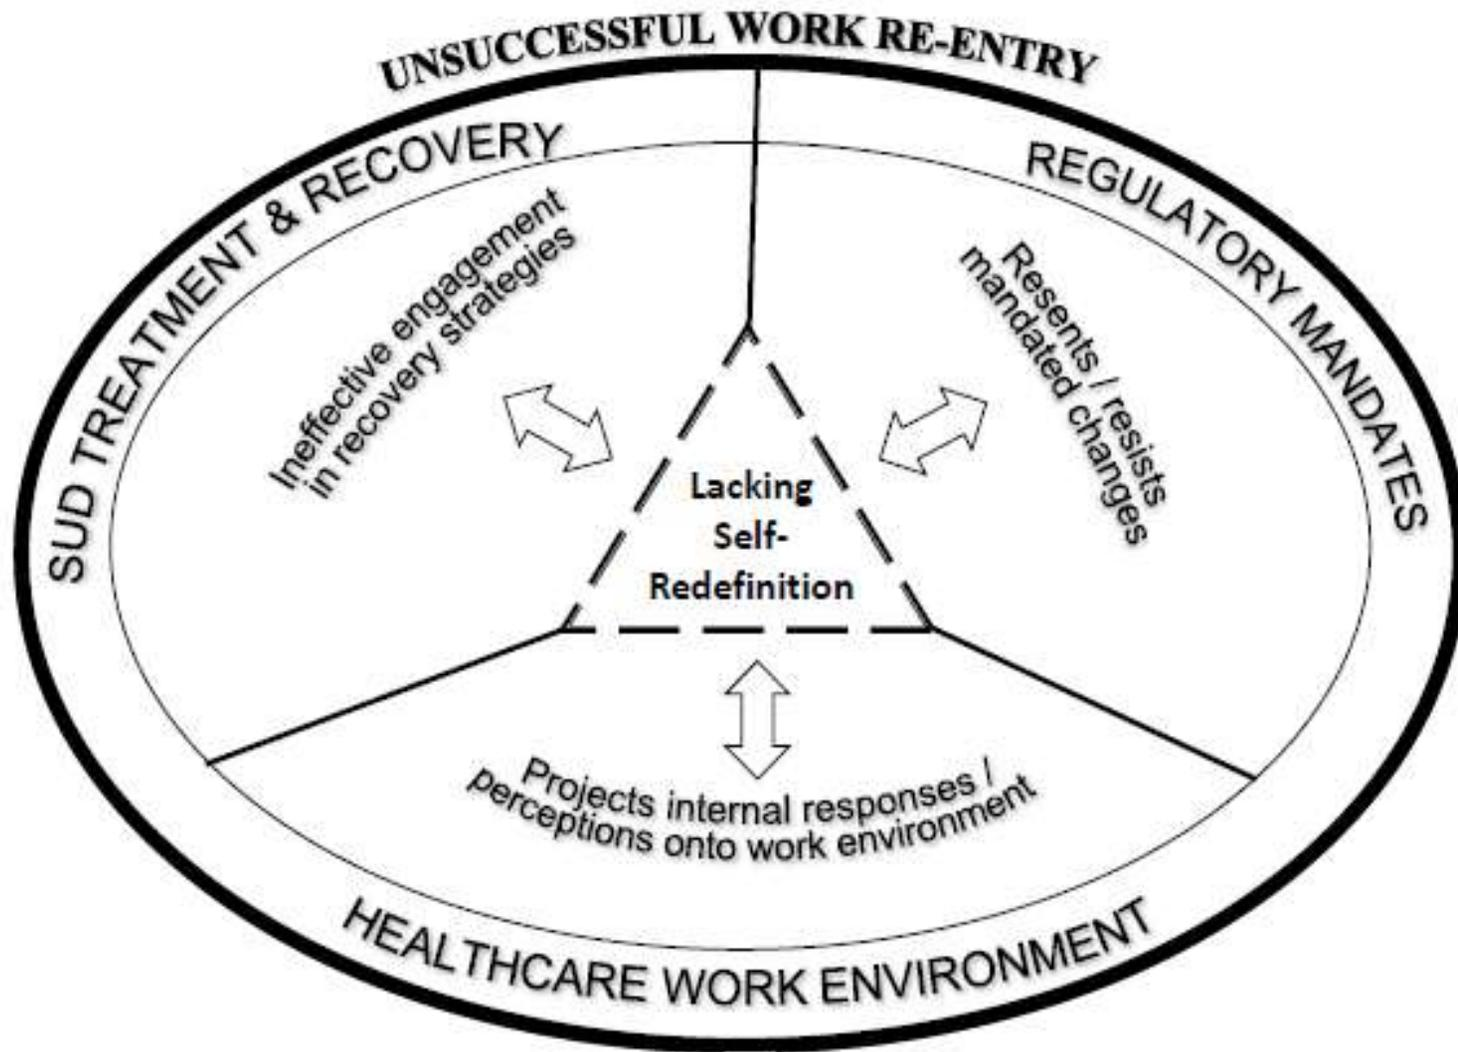 UNSUCCESSFUL WORK RE-ENTRY
SUD TREATMENT & RECOVERY
REGULATORY MANDATES
Ineffective engagement
in recovery strategies
Resents / resists
mandated changes
Lacking
Self-
Redefinition
Projects internal responses /
perceptions onto work environment
HEALTHCARE WORK ENVIRONMENT